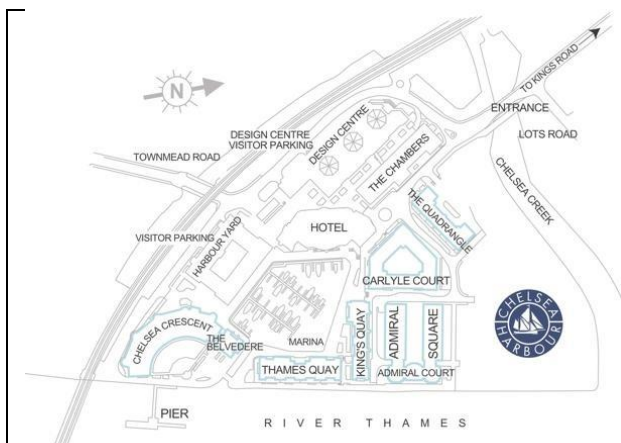 TO KINGS ROAD
N
ENTRANCE
DESIGN CENTRE
VISITOR PARKING
DESIGN CENTRE
LOTS ROAD
TOWNMEAD ROAD
THE CHAMBERS
CHELSEA CREEK
THE QUADRANGLE
HOTEL
VISITOR PARKING
HARBOUR YARD
CARLYLE COURT
CHELSEA
HARBOUR
CHELSEA CRESCENT
THE
BELVEDERE
MARINA
KING'S QUAY
ADMIRAL
SQUARE
THAMES QUAY
ADMIRAL COURT
PIER
RIVER THAMES